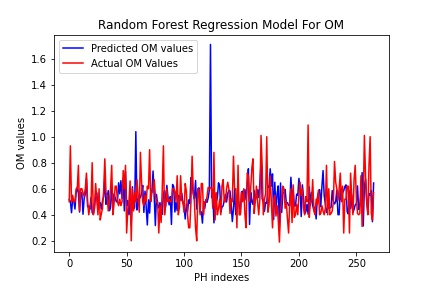 Random Forest Regression Model For OM
Predicted OM values
Actual OM Values
1.6
1.4
1.2
1.0
0.8
0.6
0.4
0.2
OM values
0 50 100 150 200 250
PH indexes